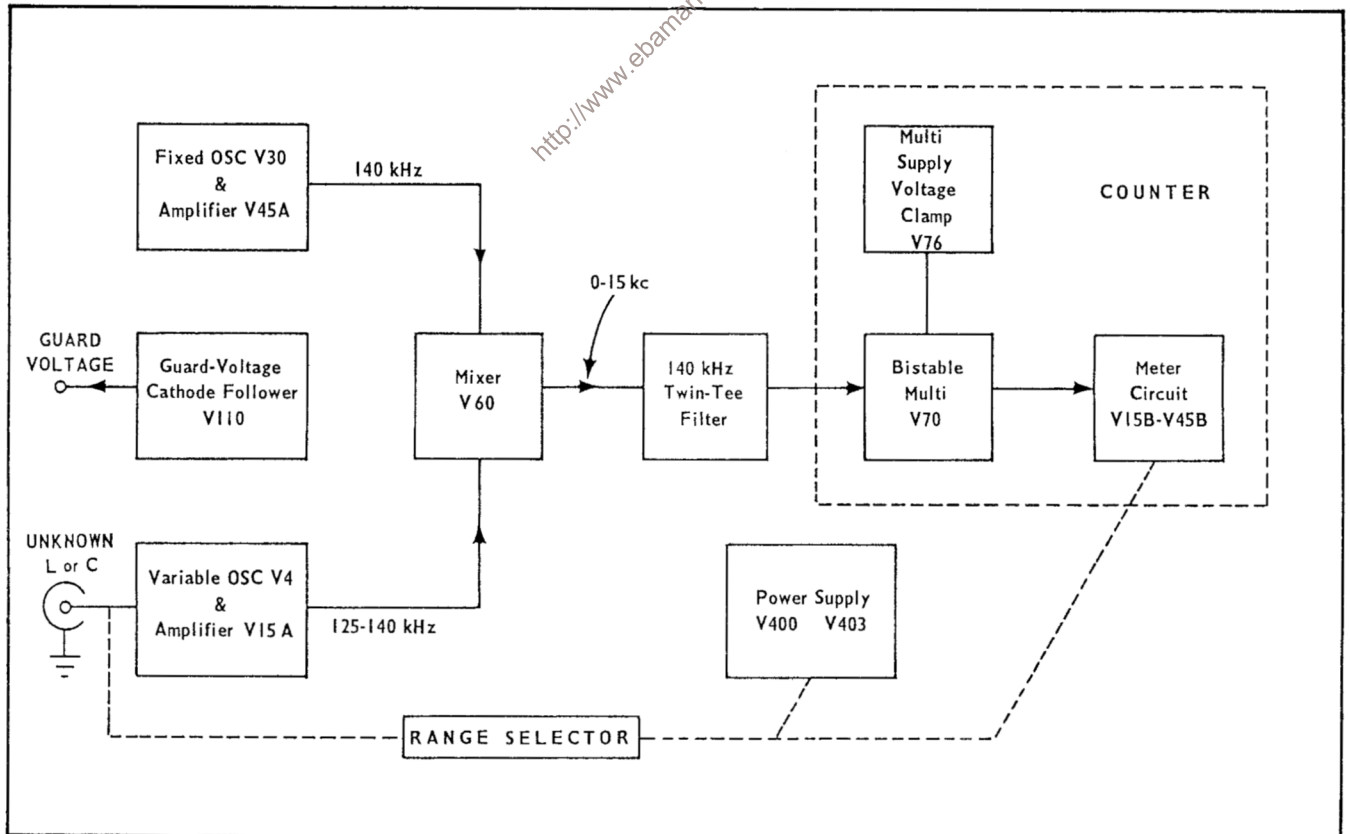 http://www.ebaman
Fixed OSC V30
&
Amplifier V45A
140 kHz
Multi
Supply
Voltage
Clamp
V76
COUNTER
0-15 kc
GUARD
VOLTAGE
Guard-Voltage
Cathode Follower
V110
Mixer
V60
140 kHz
Twin-Tee
Filter
Bistable
Multi
V70
Meter
Circuit
V15B-V45B
UNKNOWN
L or C
Variable OSC V4
&
Amplifier V15A
125-140 kHz
Power Supply
V400 V403
RANGE SELECTOR